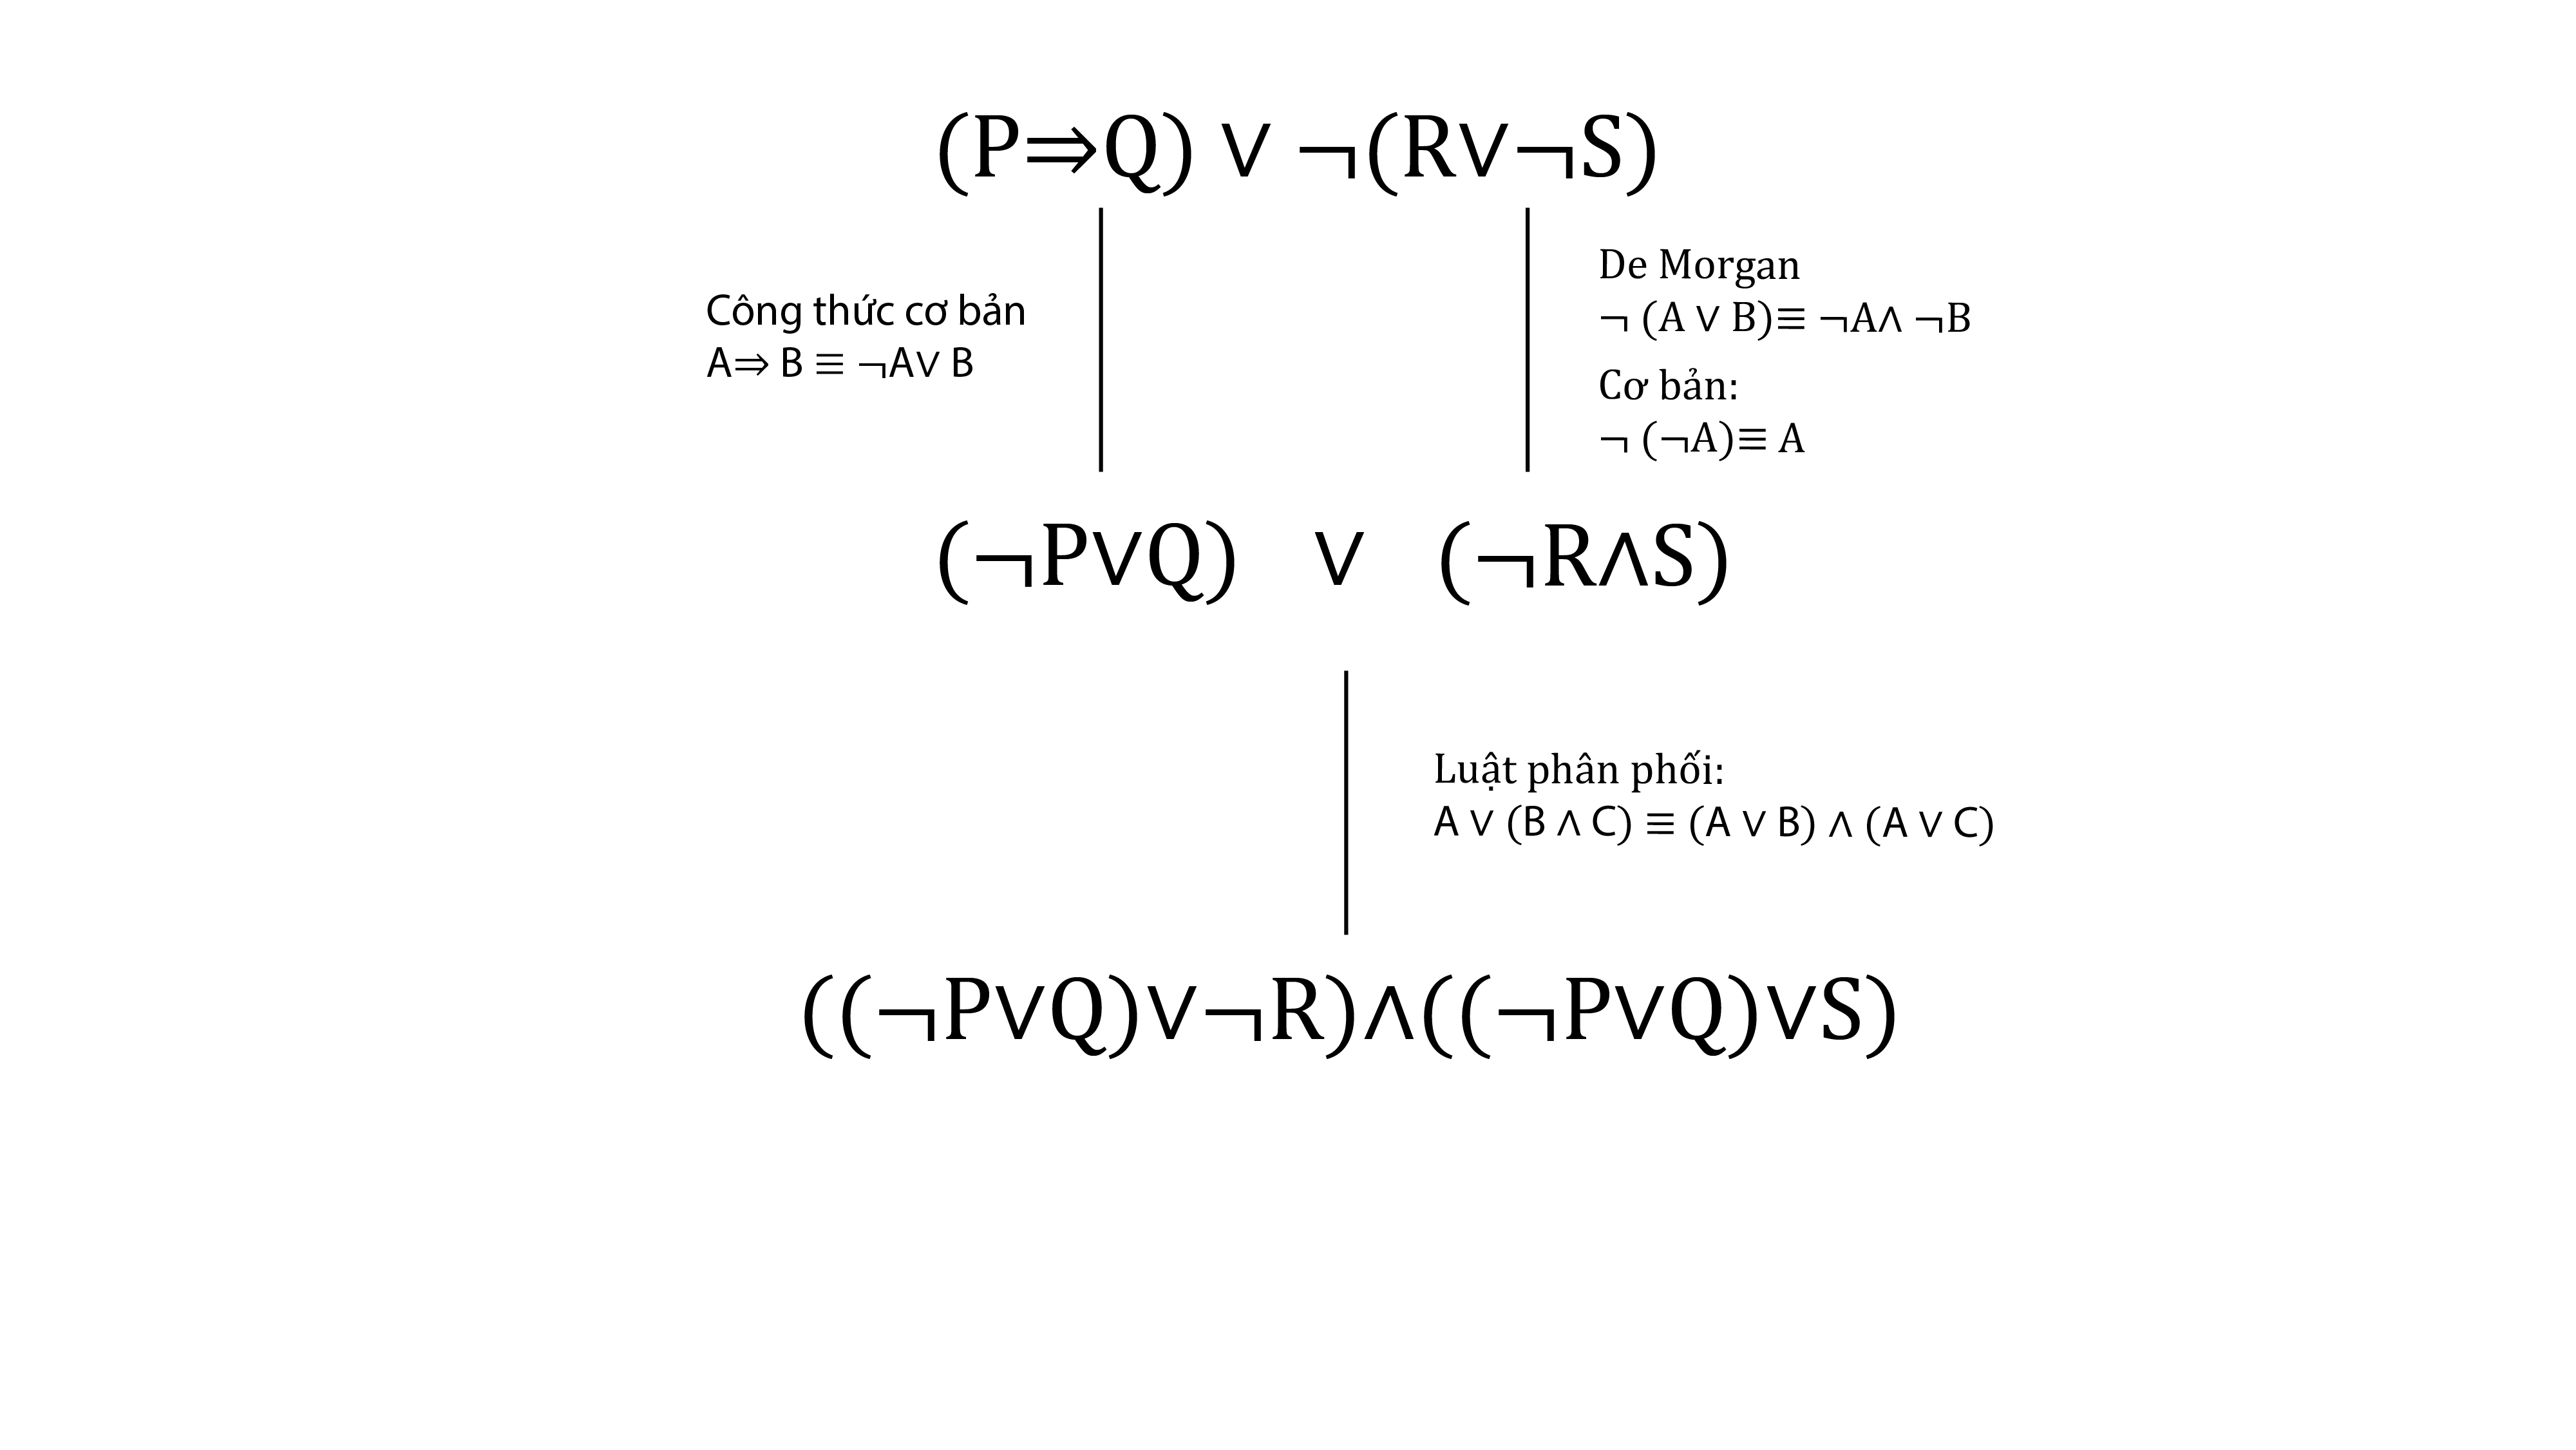 (P⇒Q) ∨ ¬(R∨¬S)
Công thức cơ bản
A⇒ B ≡ ¬A∨ B
De Morgan
¬ (A ∨ B)≡ ¬A∧ ¬B
Cơ bản:
¬ (¬A)≡ A
(¬P∨Q) ∨ (¬R∧S)
Luật phân phối:
A ∨ (B ∧ C) ≡ (A ∨ B) ∧ (A ∨ C)
((¬P∨Q)∨¬R)∧((¬P∨Q)∨S)